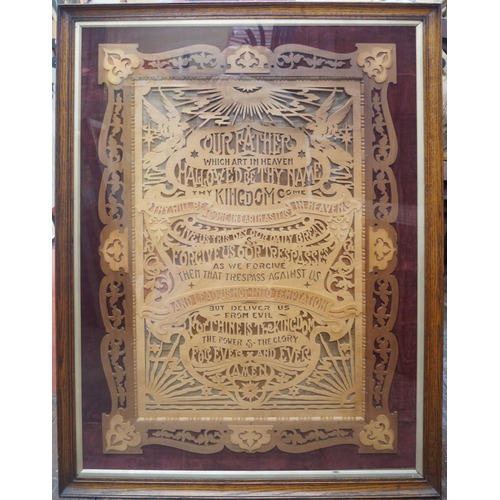 OUR FATHER
WHICH ART IN HEAVEN
HALLOWED BE THY NAME
THY KINGDOM COME
THY WILL BE DONE IN EARTH AS IT IS IN HEAVEN
GIVE US THIS DAY OUR DAILY BREAD
&
FORGIVE US OUR TRESPASSES
AS WE FORGIVE
THEM THAT TRESPASS AGAINST US
AND LEAD US NOT INTO TEMPTATION
BUT DELIVER US
FROM EVIL
FOR THINE IS THE KINGDOM
THE POWER & THE GLORY
FOR EVER AND EVER
AMEN